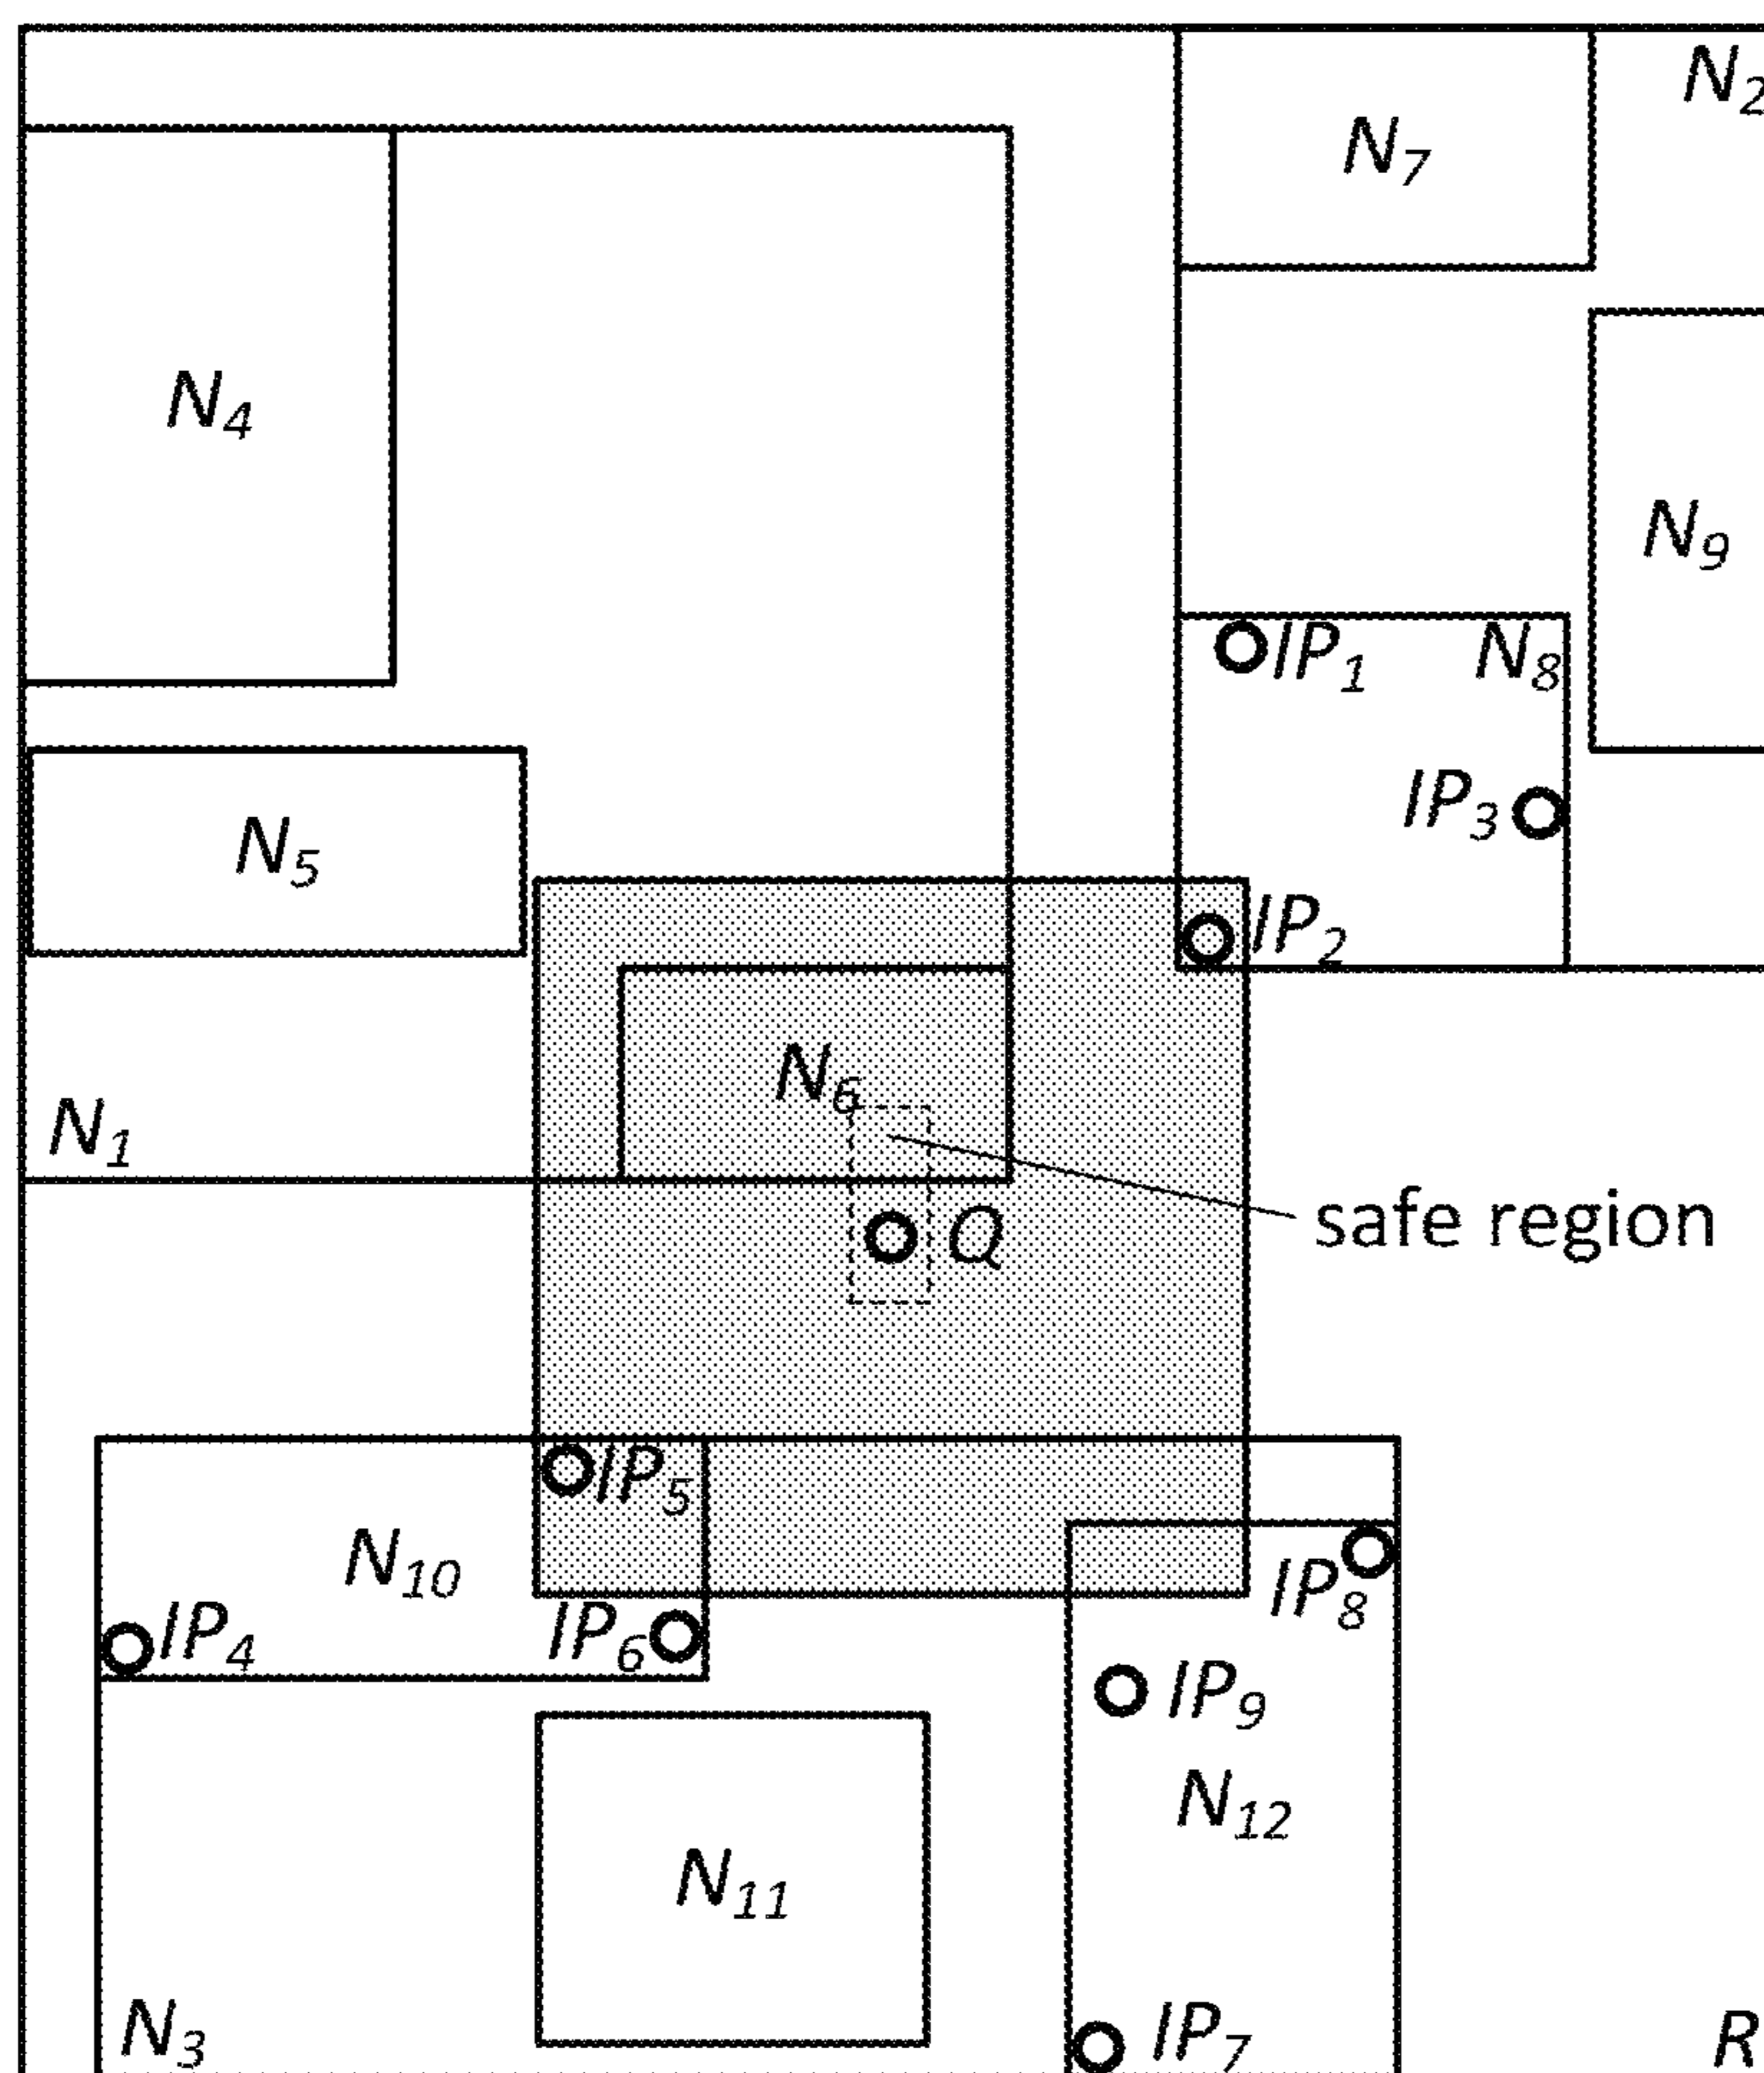 N2
N7
N4
N9
IP1
N8
IP3
N5
IP2
N6
N1
safe region
Q
IP5
N10
IP8
IP4
IP6
IP9
N12
N11
N3
IP7
R